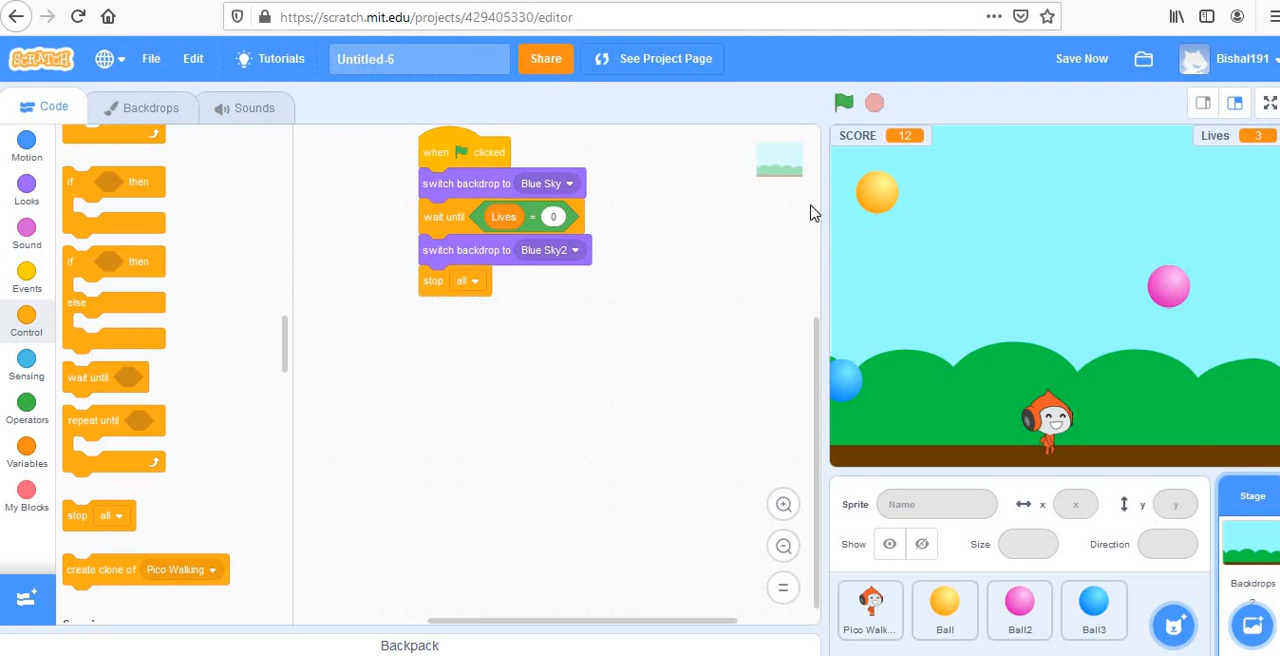 https://scratch.mit.edu/projects/429405330/editor
SCRATCH
File
Edit
Tutorials
Untitled-6
Share
See Project Page
Save Now
Bishal191
Code
Backdrops
Sounds
Motion
Looks
Sound
Events
Control
Sensing
Operators
Variables
My Blocks
if then
if then
else
wait until
repeat until
stop all
create clone of Pico Walking
when clicked
switch backdrop to Blue Sky
wait until Lives = 0
switch backdrop to Blue Sky2
stop all
SCORE 12
Lives 3
Sprite Name x x y y
Show Size Direction
Pico Walk...
Ball
Ball2
Ball3
Stage
Backdrops
Backpack